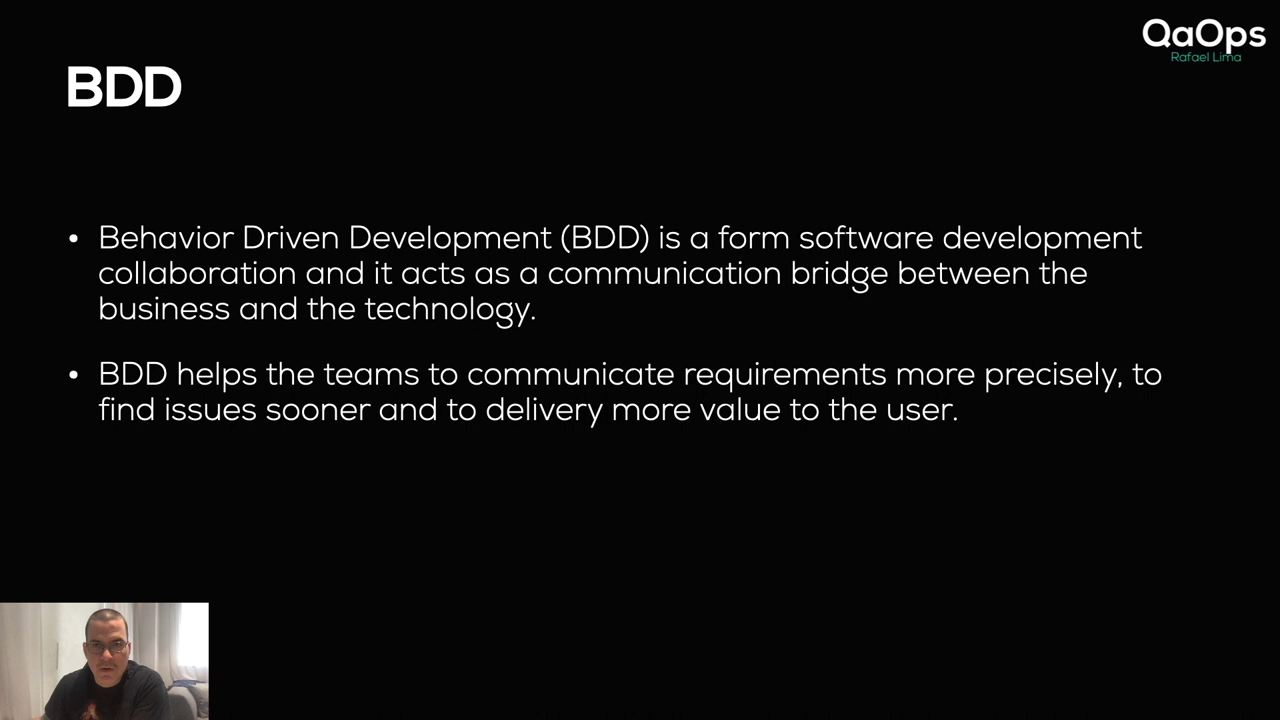 QaOps
Rafael Lima
BDD
• Behavior Driven Development (BDD) is a form software development
collaboration and it acts as a communication bridge between the
business and the technology.
• BDD helps the teams to communicate requirements more precisely, to
find issues sooner and to delivery more value to the user.